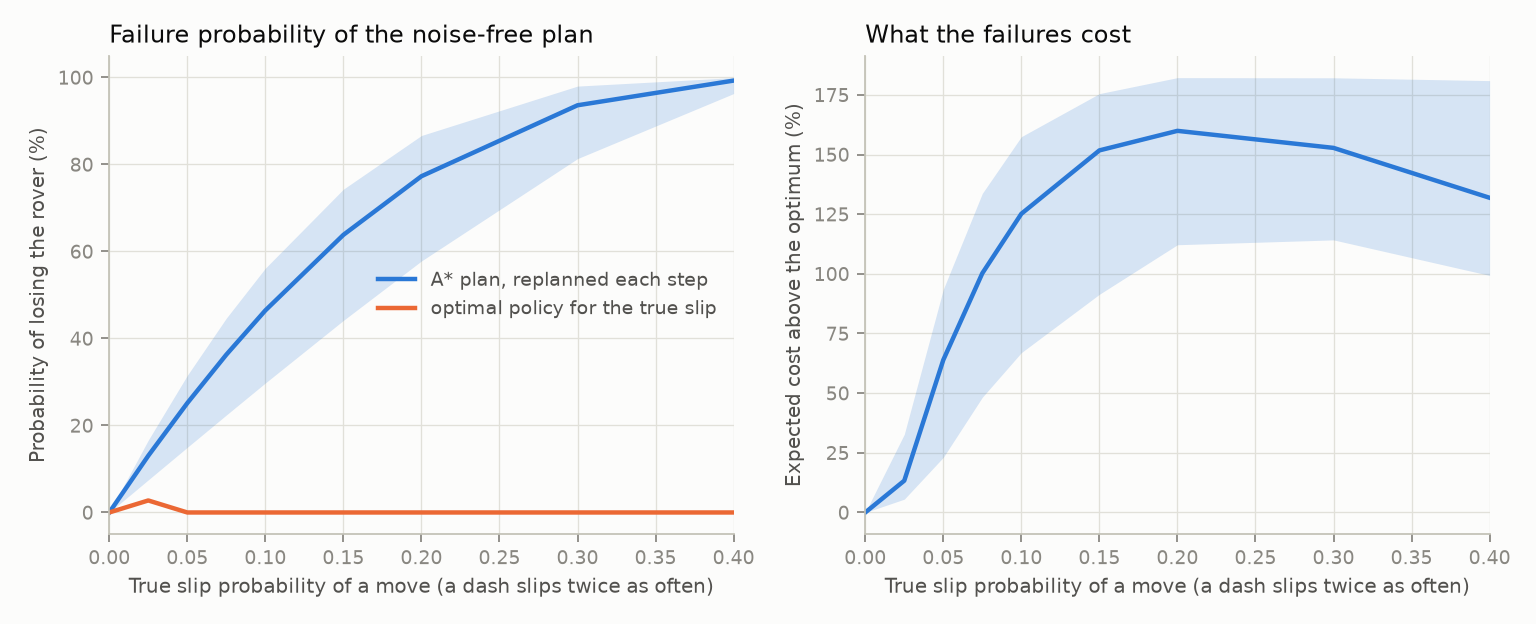 Failure probability of the noise-free plan
Probability of losing the rover (%)
100
80
60
40
20
0
A* plan, replanned each step
optimal policy for the true slip
0.00 0.05 0.10 0.15 0.20 0.25 0.30 0.35 0.40
True slip probability of a move (a dash slips twice as often)
What the failures cost
Expected cost above the optimum (%)
175
150
125
100
75
50
25
0
0.00 0.05 0.10 0.15 0.20 0.25 0.30 0.35 0.40
True slip probability of a move (a dash slips twice as often)